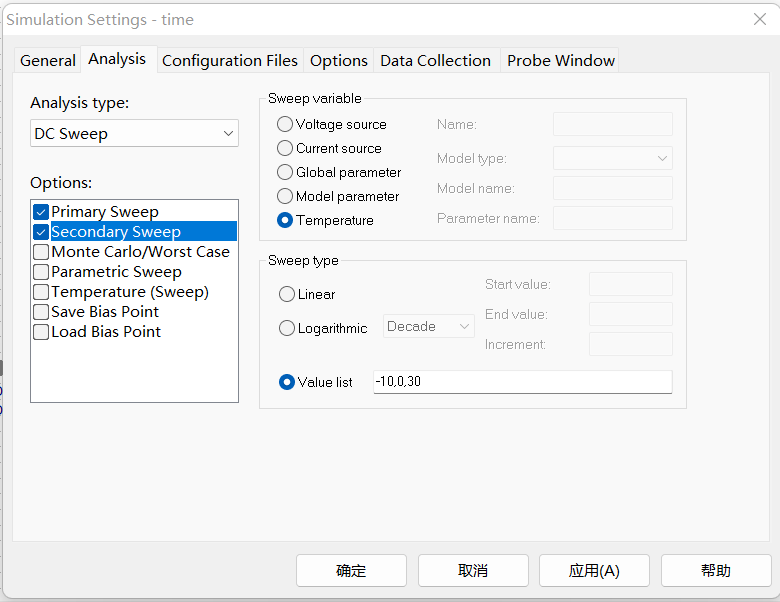 Simulation Settings - time
General
Analysis
Configuration Files
Options
Data Collection
Probe Window
Analysis type:
DC Sweep
Options:
Primary Sweep
Secondary Sweep
Monte Carlo/Worst Case
Parametric Sweep
Temperature (Sweep)
Save Bias Point
Load Bias Point
Sweep variable
Voltage source
Current source
Global parameter
Model parameter
Temperature
Name:
Model type:
Model name:
Parameter name:
Sweep type
Linear
Logarithmic
Decade
Start value:
End value:
Increment:
Value list
-10,0,30
确定
取消
应用(A)
帮助